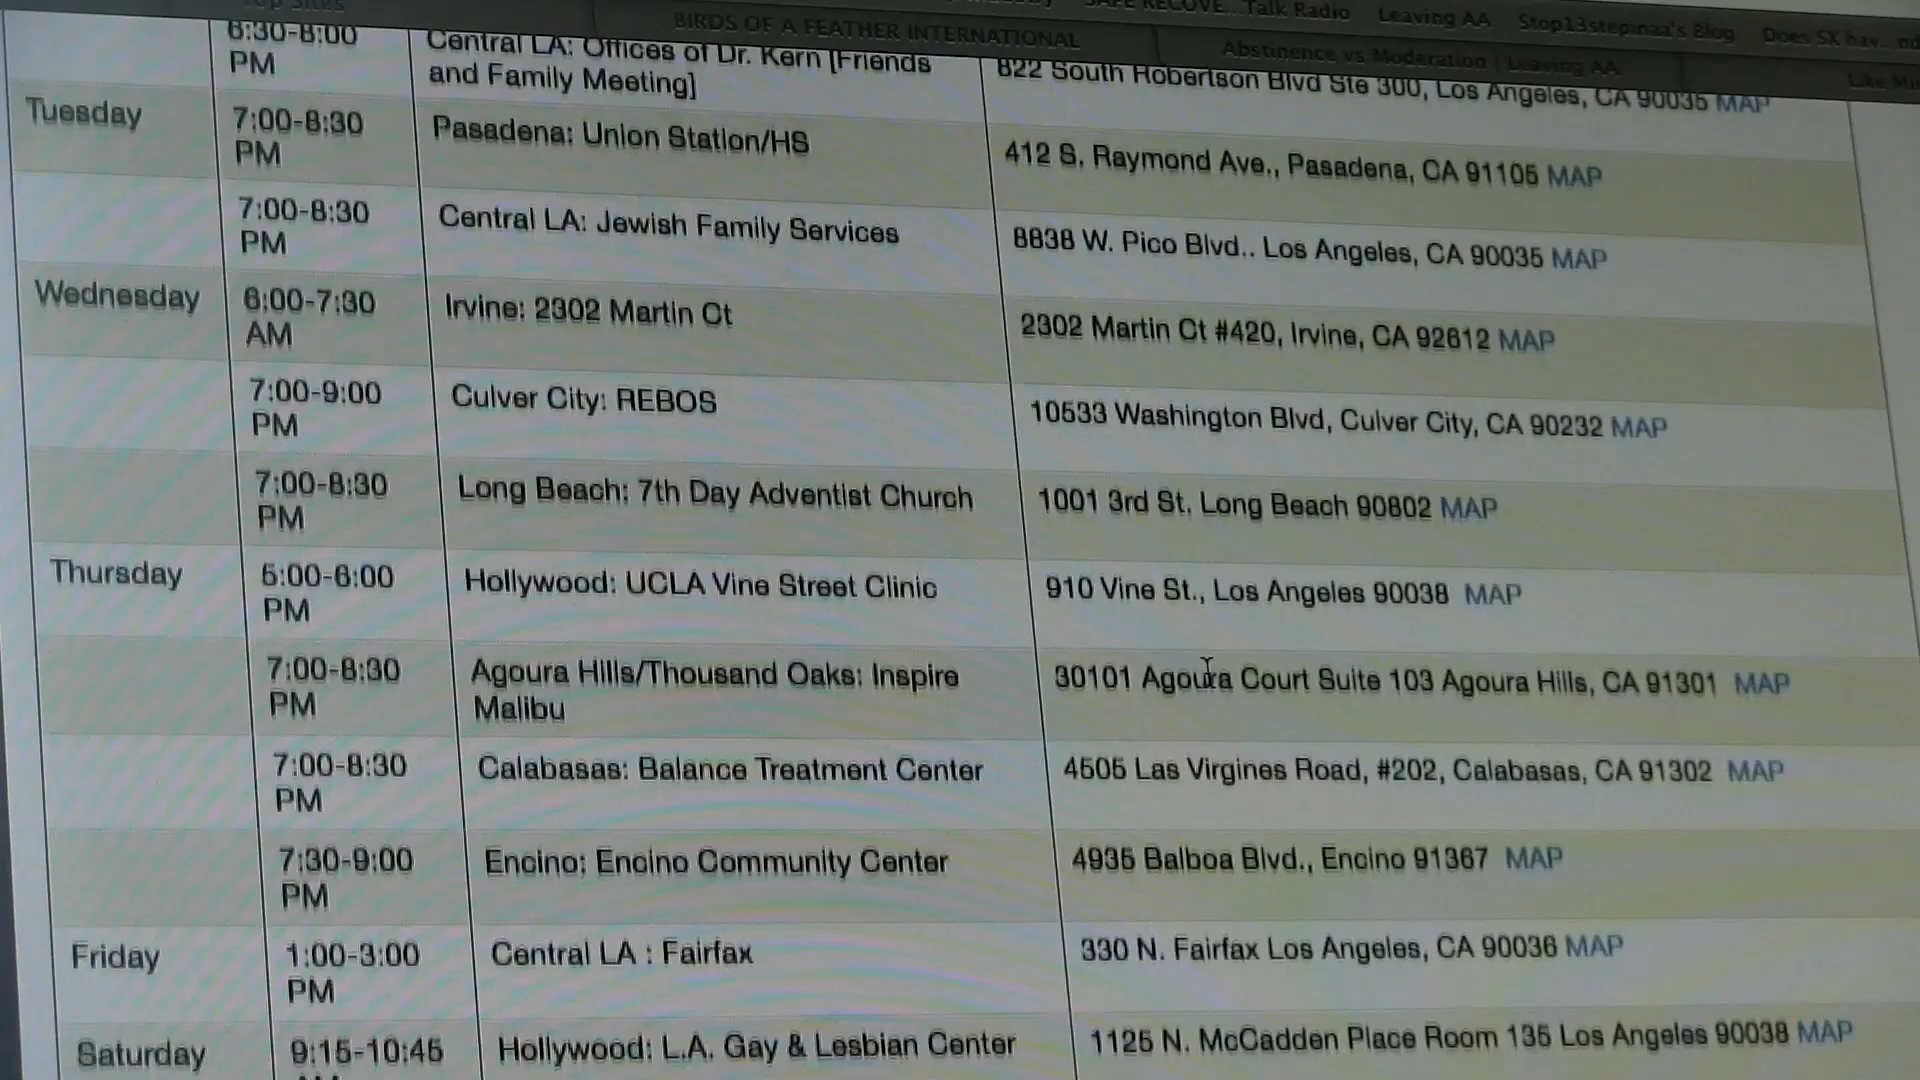 Top Sites
SAFE RECOVE...Talk Radio Leaving AA Stop13stepinaa's Blog Does SK hav...
BIRDS OF A FEATHER INTERNATIONAL
Abstinence vs Moderation | Leaving AA
6:30-8:00 PM
Central LA: Offices of Dr. Kern [Friends
and Family Meeting]
822 South Robertson Blvd Ste 300, Los Angeles, CA 90035 MAP
Tuesday
7:00-8:30
PM
Pasadena: Union Station/HS
412 S. Raymond Ave., Pasadena, CA 91105 MAP
7:00-8:30
PM
Central LA: Jewish Family Services
8838 W. Pico Blvd.. Los Angeles, CA 90035 MAP
Wednesday
6:00-7:30
AM
Irvine: 2302 Martin Ct
2302 Martin Ct #420, Irvine, CA 92612 MAP
7:00-9:00
PM
Culver City: REBOS
10533 Washington Blvd, Culver City, CA 90232 MAP
7:00-8:30
PM
Long Beach: 7th Day Adventist Church
1001 3rd St. Long Beach 90802 MAP
Thursday
5:00-6:00
PM
Hollywood: UCLA Vine Street Clinic
910 Vine St., Los Angeles 90038 MAP
7:00-8:30
PM
Agoura Hills/Thousand Oaks: Inspire
Malibu
30101 Agoura Court Suite 103 Agoura Hills, CA 91301 MAP
7:00-8:30
PM
Calabasas: Balance Treatment Center
4505 Las Virgines Road, #202, Calabasas, CA 91302 MAP
7:30-9:00
PM
Encino: Encino Community Center
4935 Balboa Blvd., Encino 91367 MAP
Friday
1:00-3:00
PM
Central LA : Fairfax
330 N. Fairfax Los Angeles, CA 90036 MAP
Saturday
9:15-10:45
Hollywood: L.A. Gay & Lesbian Center
1125 N. McCadden Place Room 135 Los Angeles 90038 MAP